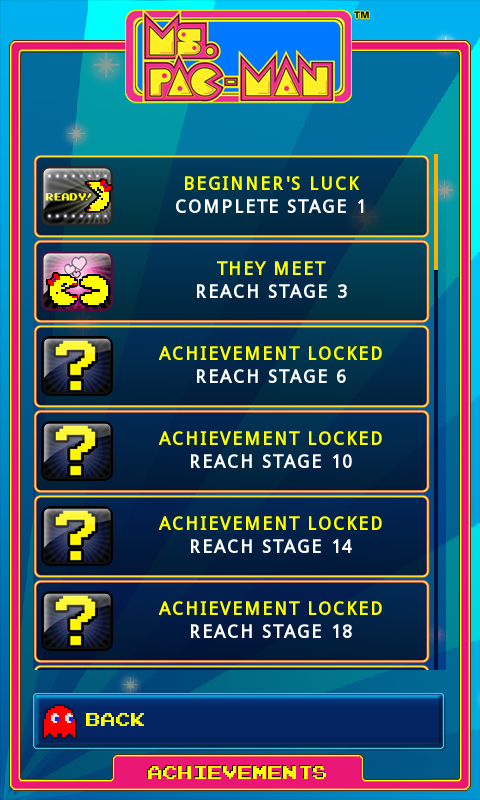 Ms.
PAC-MAN
TM
READY!
BEGINNER'S LUCK
COMPLETE STAGE 1
THEY MEET
REACH STAGE 3
?
ACHIEVEMENT LOCKED
REACH STAGE 6
?
ACHIEVEMENT LOCKED
REACH STAGE 10
?
ACHIEVEMENT LOCKED
REACH STAGE 14
?
ACHIEVEMENT LOCKED
REACH STAGE 18
BACK
ACHIEVEMENTS